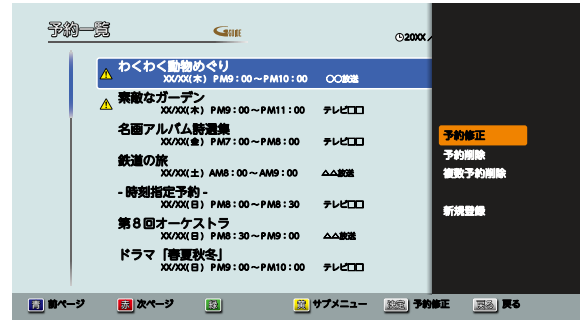 予約一覧
G GUIDE
20XX /
わくわく動物めぐり
XX/XX(木) PM9:00～PM10:00 〇〇放送
素敵なガーデン
XX/XX(木) PM9:00～PM11:00 テレビ□□
名画アルバム詩選集
XX/XX(金) PM7:00～PM8:00 テレビ□□
鉄道の旅
XX/XX(土) AM8:00～AM9:00 △△放送
- 時刻指定予約 -
XX/XX(日) PM8:00～PM8:30 テレビ□□
第8回オーケストラ
XX/XX(日) PM8:30～PM9:00 △△放送
ドラマ「春夏秋冬」
XX/XX(日) PM9:00～PM10:00 テレビ□□
予約修正
予約削除
複数予約削除
新規登録
青 前ページ 赤 次ページ 緑 黄 サブメニュー 決定 予約修正 戻る 戻る